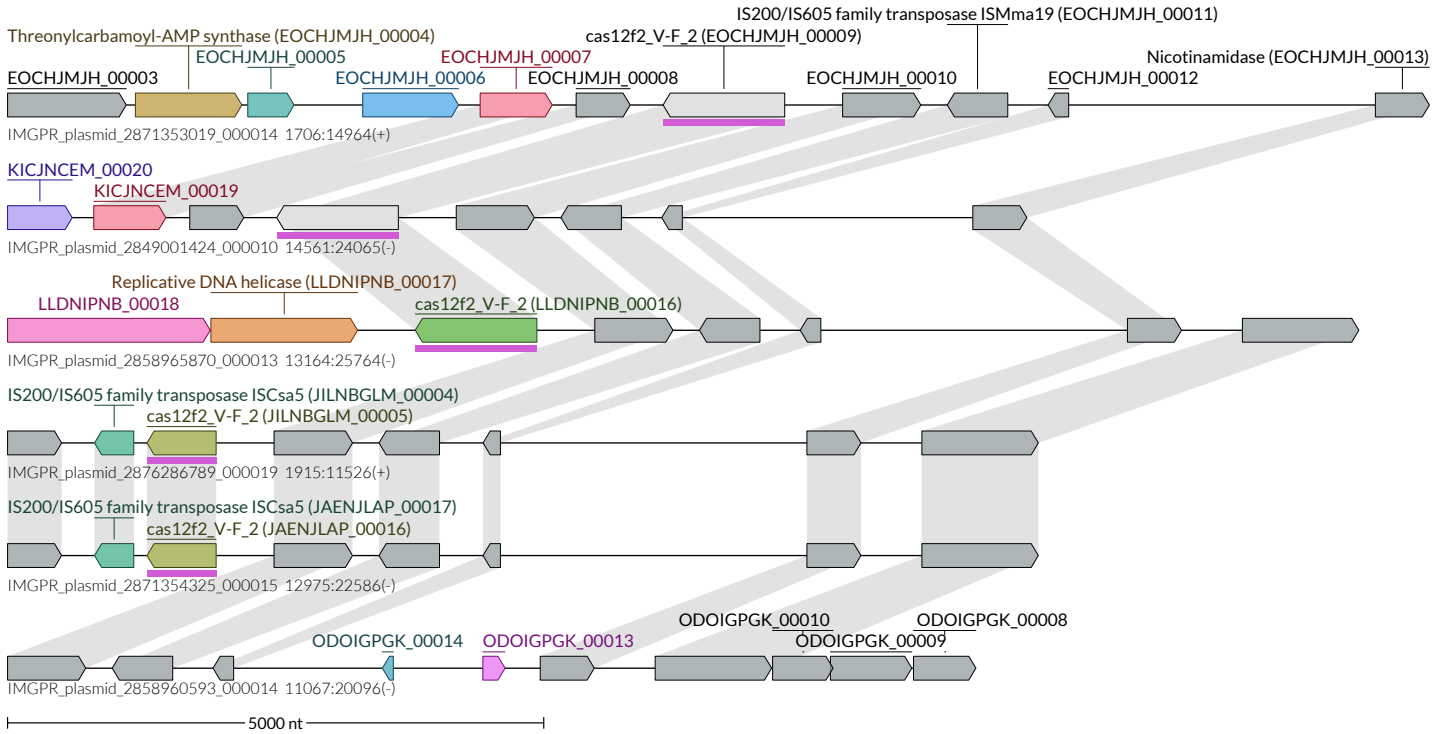 IS200/IS605 family transposase ISMma19 (EOCHJMJH_00011)
Threonylcarbamoyl-AMP synthase (EOCHJMJH_00004)
cas12f2_V-F_2 (EOCHJMJH_00009)
EOCHJMJH_00005
EOCHJMJH_00007
Nicotinamidase (EOCHJMJH_00013)
EOCHJMJH_00003
EOCHJMJH_00006
EOCHJMJH_00008
EOCHJMJH_00010
EOCHJMJH_00012
IMGPR_plasmid_2871353019_000014 1706:14964(+)
KICJNCEM_00020
KICJNCEM_00019
IMGPR_plasmid_2849001424_000010 14561:24065(-)
Replicative DNA helicase (LLDNIPNB_00017)
LLDNIPNB_00018
cas12f2_V-F_2 (LLDNIPNB_00016)
IMGPR_plasmid_2858965870_000013 13164:25764(-)
IS200/IS605 family transposase ISCsa5 (JILNBGLM_00004)
cas12f2_V-F_2 (JILNBGLM_00005)
IMGPR_plasmid_2876286789_000019 1915:11526(+)
IS200/IS605 family transposase ISCsa5 (JAENJLAP_00017)
cas12f2_V-F_2 (JAENJLAP_00016)
IMGPR_plasmid_2871354325_000015 12975:22586(-)
ODOIGPGK_00010
ODOIGPGK_00008
ODOIGPGK_00014
ODOIGPGK_00013
ODOIGPGK_00009
IMGPR_plasmid_2858960593_000014 11067:20096(-)
5000 nt